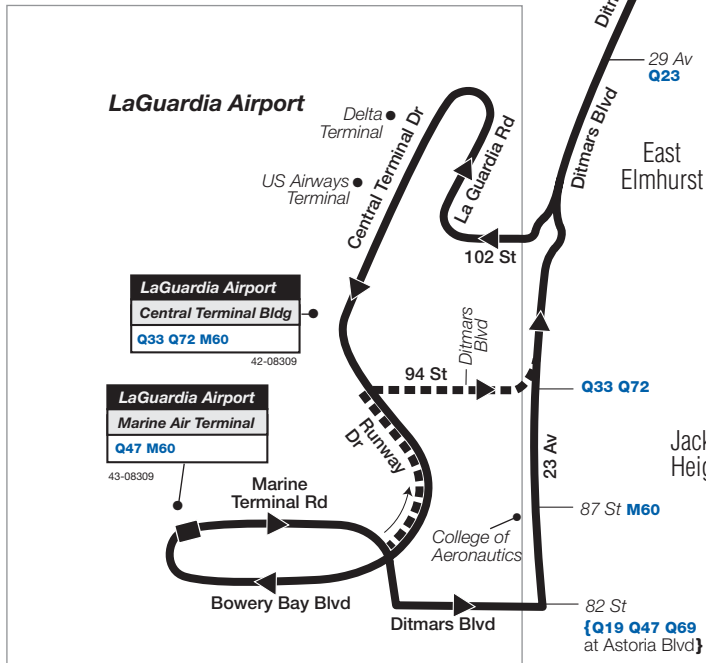 Ditm
29 Av
Q23
LaGuardia Airport
Delta
Terminal
Central Terminal Dr
La Guardia Rd
Ditmars Blvd
East
Elmhurst
US Airways
Terminal
102 St
LaGuardia Airport
Central Terminal Bldg
Q33 Q72 M60
42-08309
Ditmars
Blvd
94 St
Q33 Q72
LaGuardia Airport
Marine Air Terminal
Q47 M60
43-08309
Runway
Dr
23 Av
Jack
Heig
Marine
Terminal Rd
87 St M60
College of
Aeronautics
Bowery Bay Blvd
Ditmars Blvd
82 St
{Q19 Q47 Q69
at Astoria Blvd}